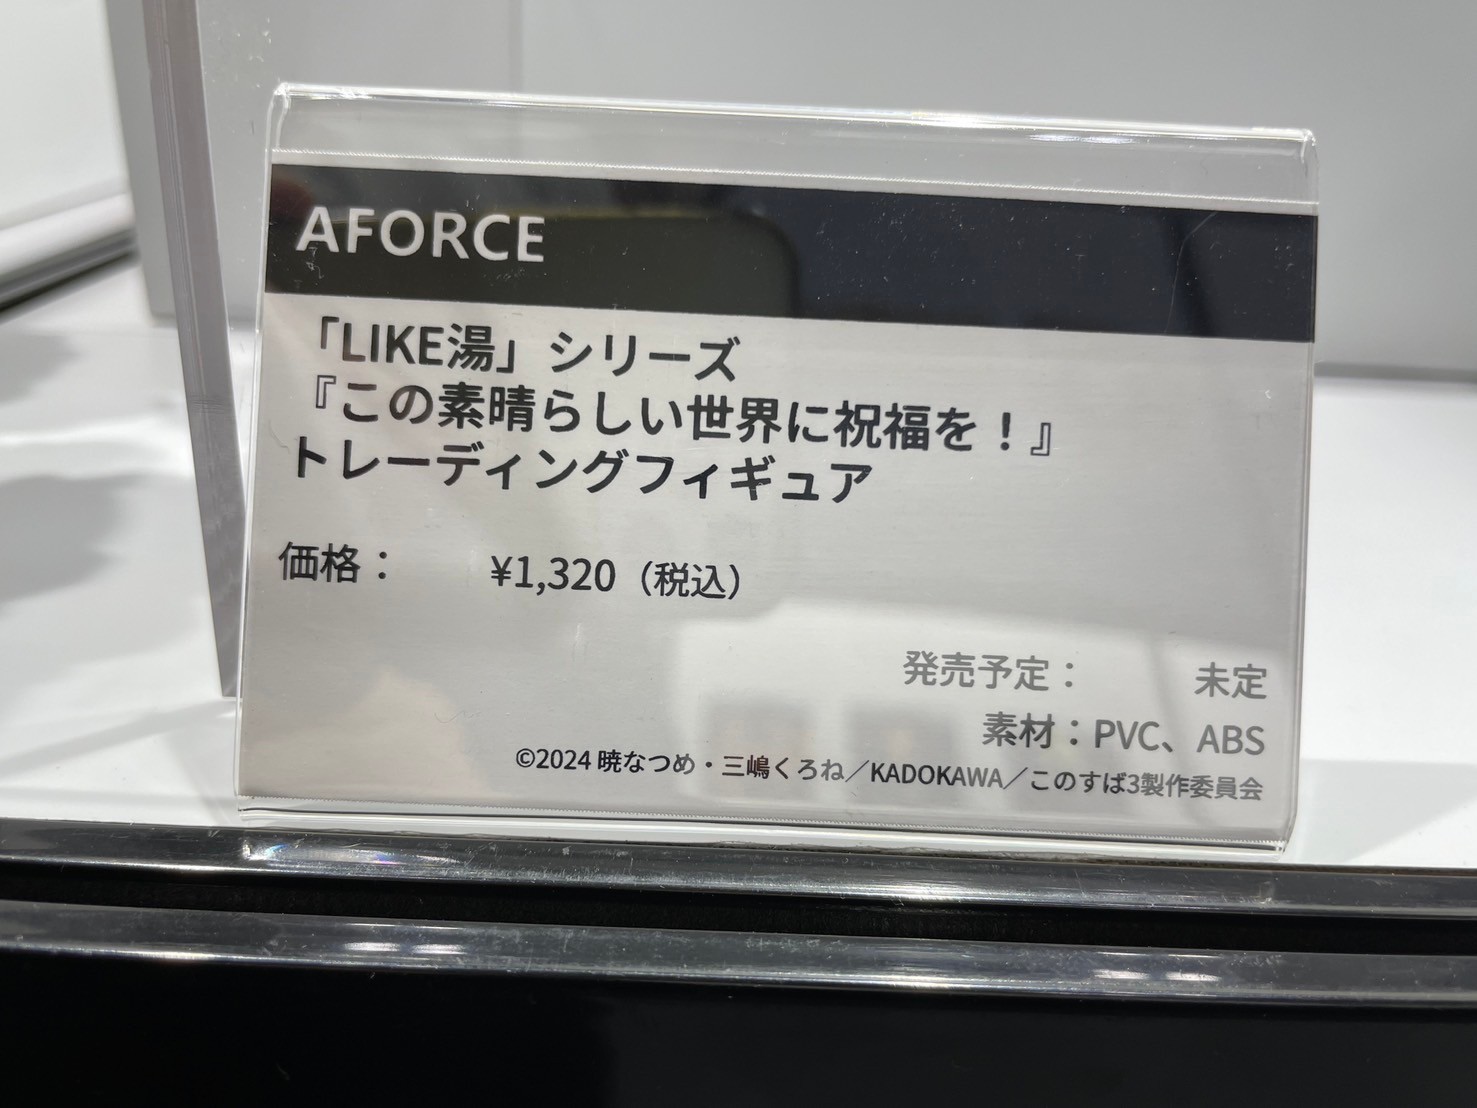 AFORCE
「LIKE湯」シリーズ
『この素晴らしい世界に祝福を！』
トレーディングフィギュア
価格： ¥1,320（税込）
発売予定： 未定
素材：PVC、ABS
©2024 暁なつめ・三嶋くろね／KADOKAWA／このすば3製作委員会